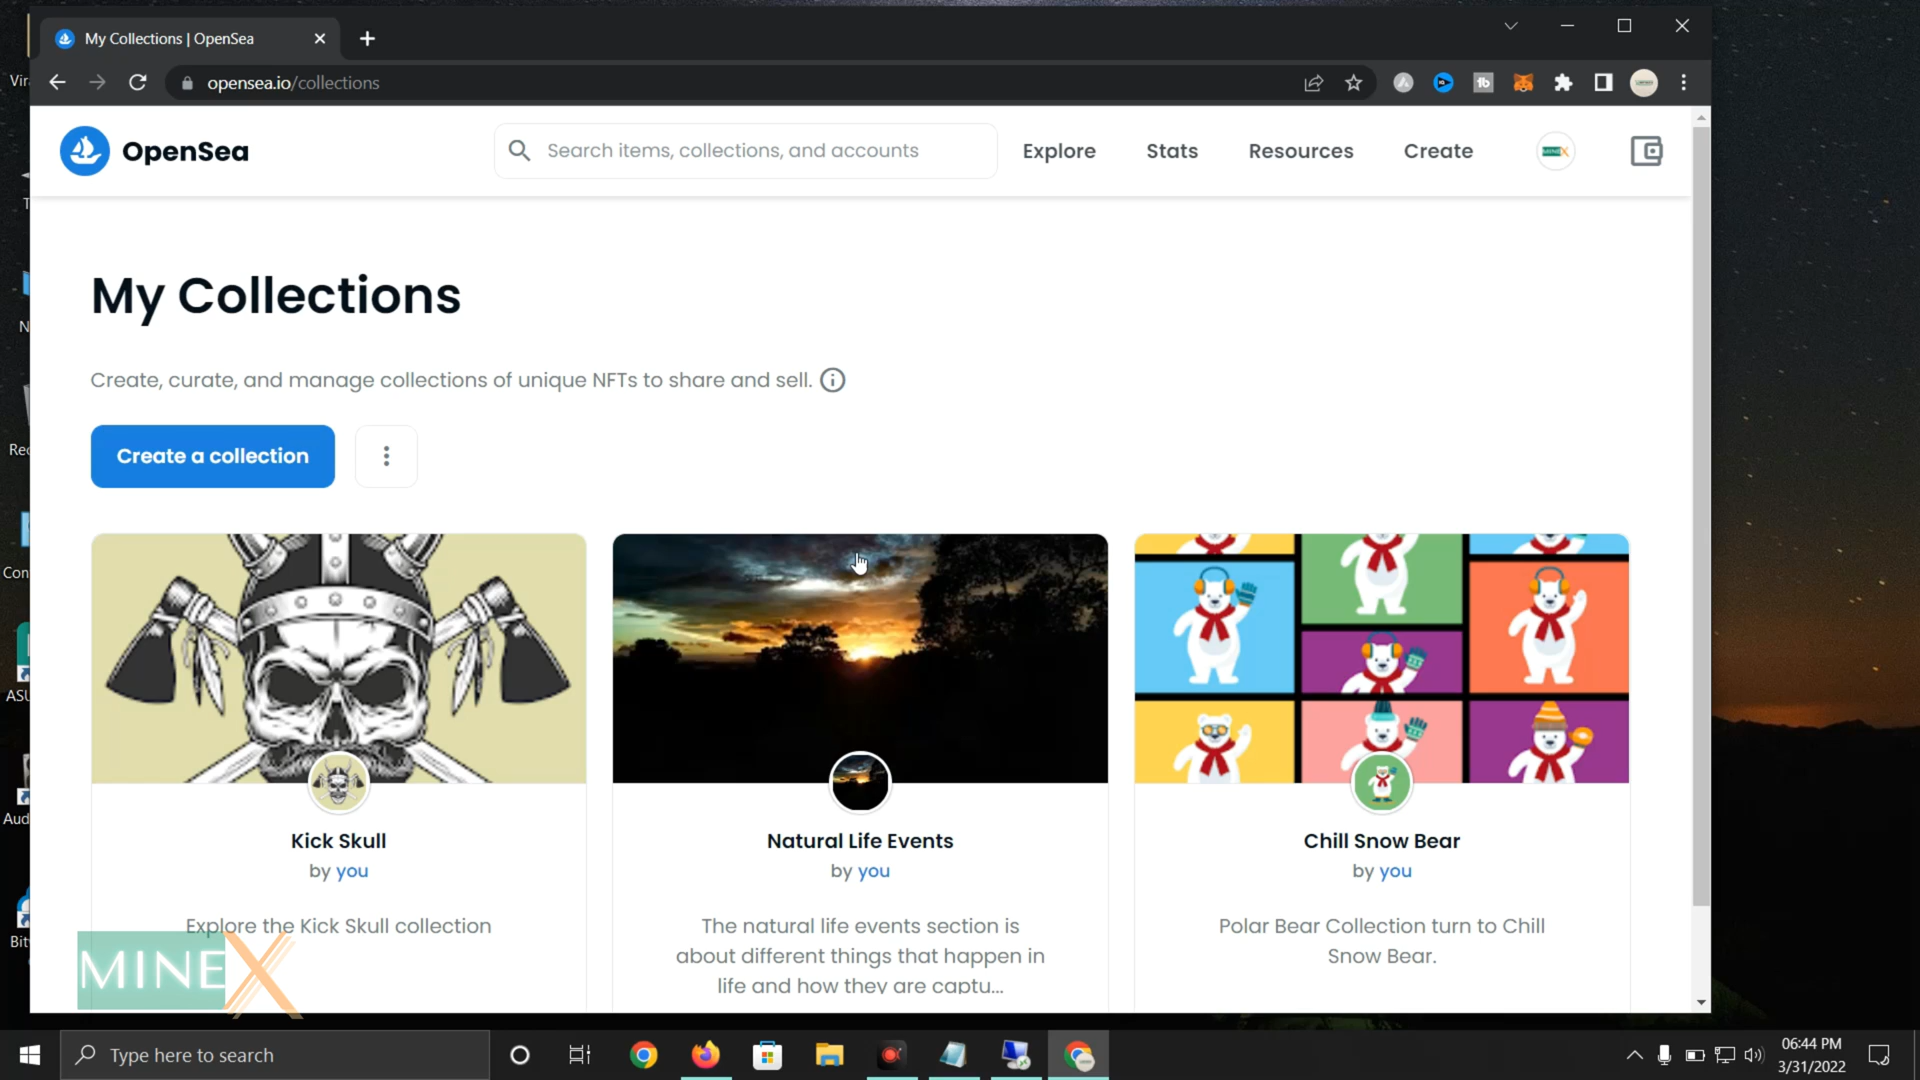 My Collections | OpenSea
opensea.io/collections
OpenSea
Search items, collections, and accounts
Explore
Stats
Resources
Create
My Collections
Create, curate, and manage collections of unique NFTs to share and sell.
Create a collection
Kick Skull
by you
Explore the Kick Skull collection
Natural Life Events
by you
The natural life events section is
about different things that happen in
life and how they are captu...
Chill Snow Bear
by you
Polar Bear Collection turn to Chill
Snow Bear.
MINEX
Type here to search
06:44 PM
3/31/2022